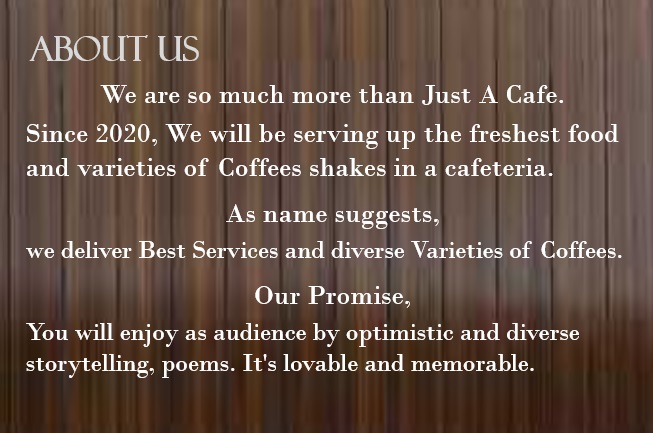 ABOUT US
We are so much more than Just A Cafe.
Since 2020, We will be serving up the freshest food
and varieties of Coffees shakes in a cafeteria.
As name suggests,
we deliver Best Services and diverse Varieties of Coffees.
Our Promise,
You will enjoy as audience by optimistic and diverse
storytelling, poems. It's lovable and memorable.